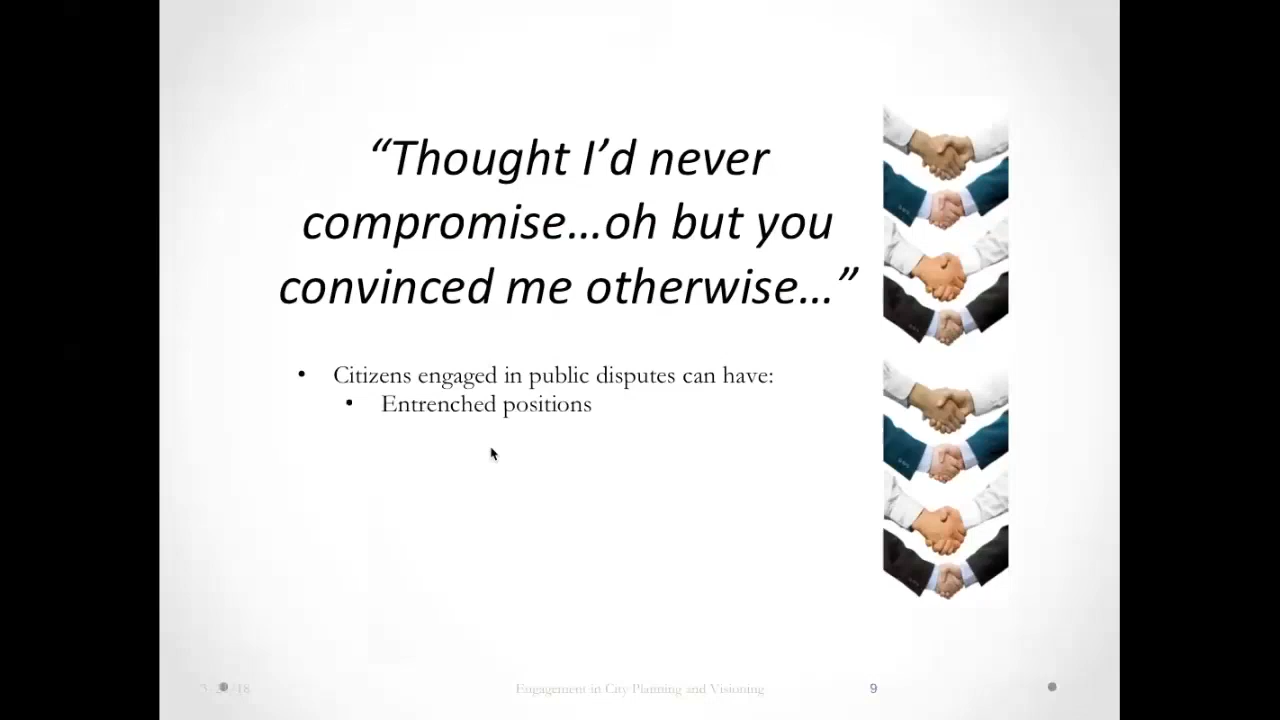 “Thought I’d never
compromise…oh but you
convinced me otherwise…”
• Citizens engaged in public disputes can have:
• Entrenched positions
Engagement in City Planning and Visioning
9